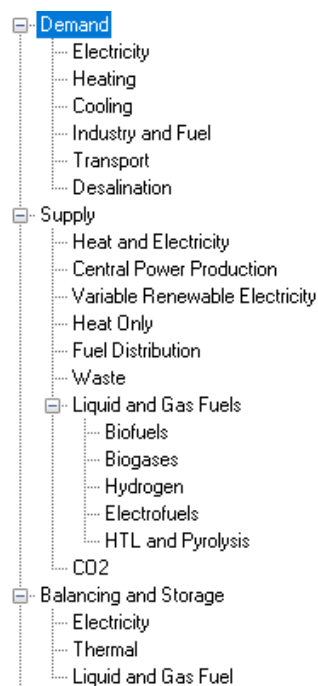 Demand
Electricity
Heating
Cooling
Industry and Fuel
Transport
Desalination
Supply
Heat and Electricity
Central Power Production
Variable Renewable Electricity
Heat Only
Fuel Distribution
Waste
Liquid and Gas Fuels
Biofuels
Biogases
Hydrogen
Electrofuels
HTL and Pyrolysis
CO2
Balancing and Storage
Electricity
Thermal
Liquid and Gas Fuel